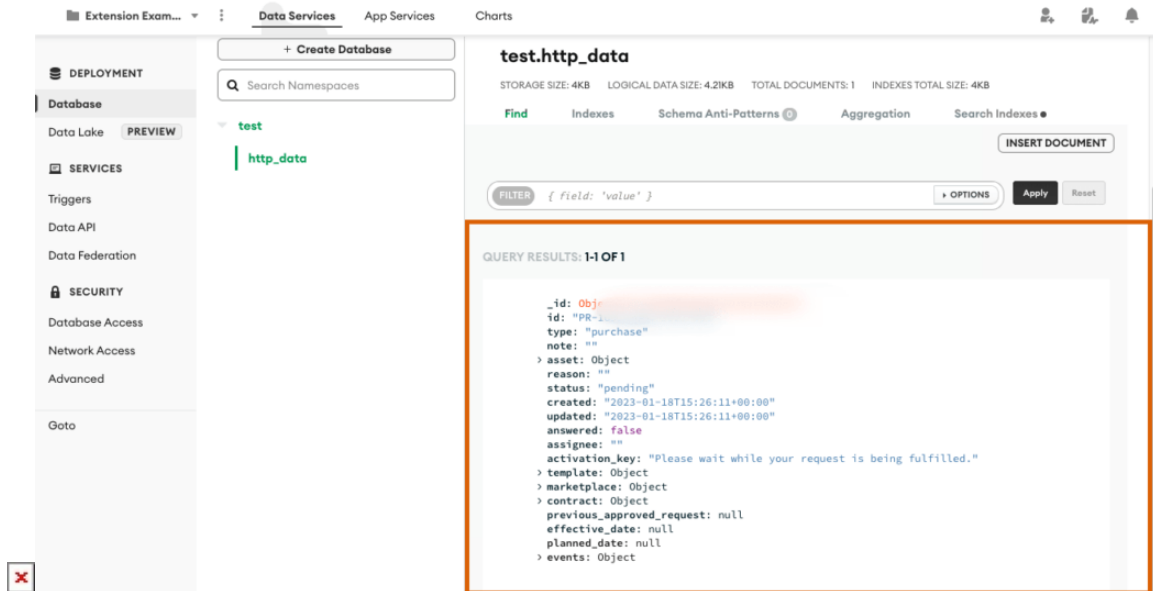 Extension Exam...
Data Services
App Services
Charts
DEPLOYMENT
Database
Data Lake PREVIEW
SERVICES
Triggers
Data API
Data Federation
SECURITY
Database Access
Network Access
Advanced
Goto
+ Create Database
Search Namespaces
test
http_data
test.http_data
STORAGE SIZE: 4KB LOGICAL DATA SIZE: 4.21KB TOTAL DOCUMENTS: 1 INDEXES TOTAL SIZE: 4KB
Find Indexes Schema Anti-Patterns 0 Aggregation Search Indexes
INSERT DOCUMENT
FILTER { field: 'value' } OPTIONS Apply Reset
QUERY RESULTS: 1-1 OF 1
_id: Obj
id: "PR-
type: "purchase"
note: ""
> asset: Object
reason: ""
status: "pending"
created: "2023-01-18T15:26:11+00:00"
updated: "2023-01-18T15:26:11+00:00"
answered: false
assignee: ""
activation_key: "Please wait while your request is being fulfilled."
> template: Object
> marketplace: Object
> contract: Object
previous_approved_request: null
effective_date: null
planned_date: null
> events: Object